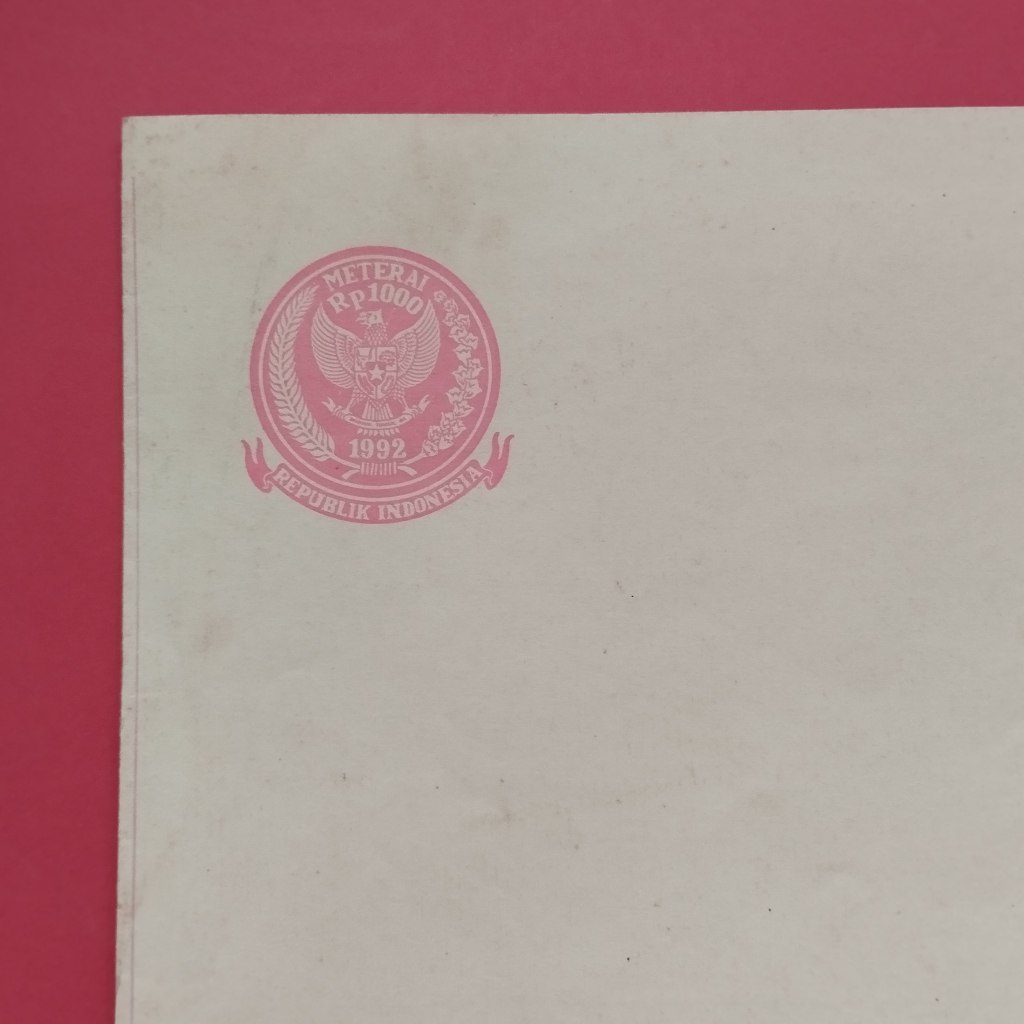 METERAI
Rp1000
1992
REPUBLIK INDONESIA